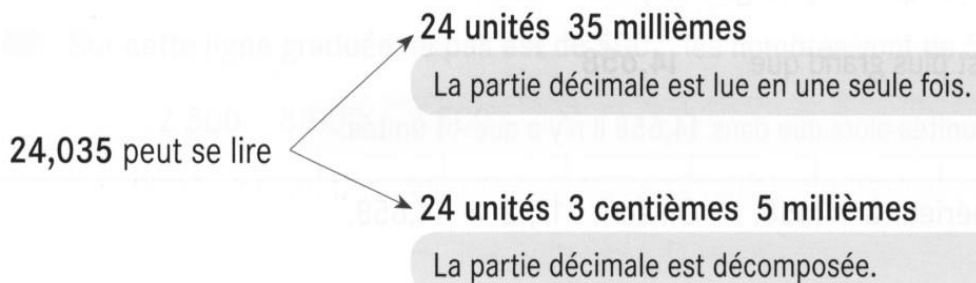 24 unités 35 millièmes
La partie décimale est lue en une seule fois.
24,035 peut se lire
24 unités 3 centièmes 5 millièmes
La partie décimale est décomposée.